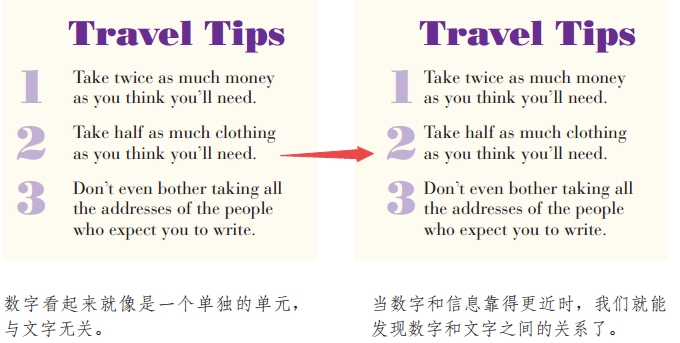 Travel Tips
1 Take twice as much money
as you think you'll need.
2 Take half as much clothing
as you think you'll need.
3 Don't even bother taking all
the addresses of the people
who expect you to write.
数字看起来就像是一个单独的单元，
与文字无关。
Travel Tips
1 Take twice as much money
as you think you'll need.
2 Take half as much clothing
as you think you'll need.
3 Don't even bother taking all
the addresses of the people
who expect you to write.
当数字和信息靠得更近时，我们就能
发现数字和文字之间的关系了。